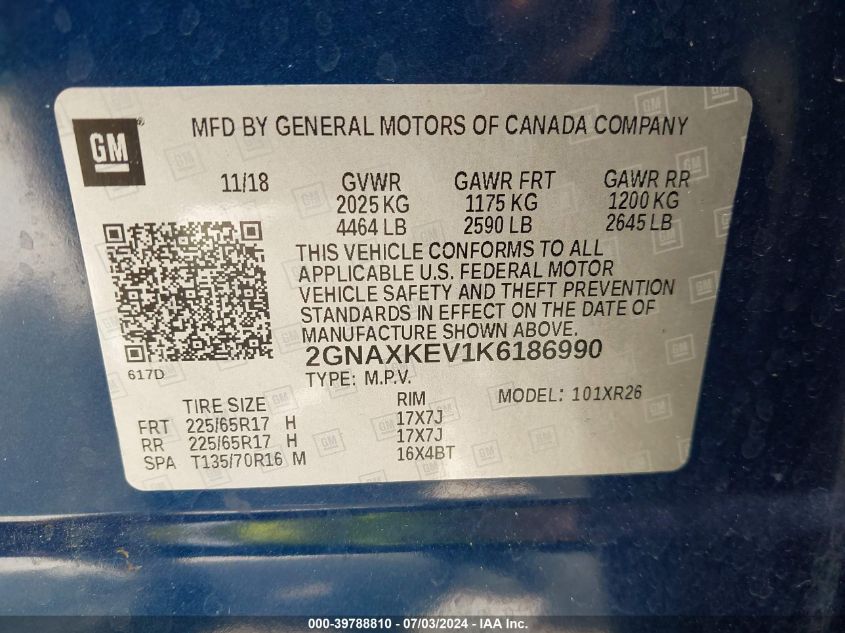 GM
MFD BY GENERAL MOTORS OF CANADA COMPANY
11/18 GVWR GAWR FRT GAWR RR
2025 KG 1175 KG 1200 KG
4464 LB 2590 LB 2645 LB
THIS VEHICLE CONFORMS TO ALL
APPLICABLE U.S. FEDERAL MOTOR
VEHICLE SAFETY AND THEFT PREVENTION
STANDARDS IN EFFECT ON THE DATE OF
MANUFACTURE SHOWN ABOVE.
617D
2GNAXKEV1K6186990
TYPE: M.P.V.
MODEL: 101XR26
TIRE SIZE RIM
FRT 225/65R17 H 17X7J
RR 225/65R17 H 17X7J
SPA T135/70R16 M 16X4BT
000-39788810 - 07/03/2024 - IAA Inc.